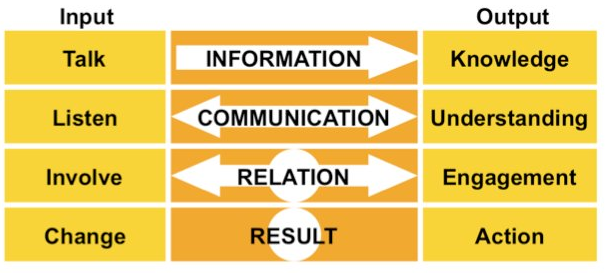 Input Output
Talk INFORMATION Knowledge
Listen COMMUNICATION Understanding
Involve RELATION Engagement
Change RESULT Action